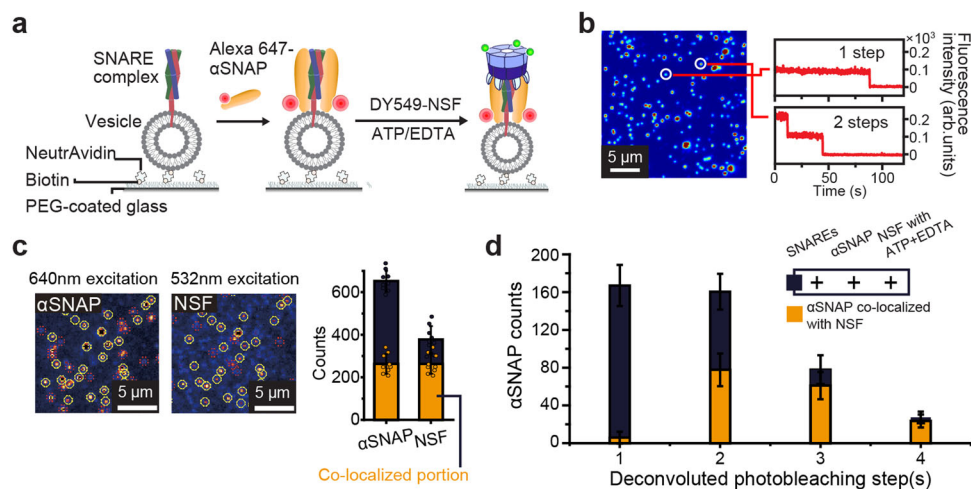 a
SNARE
complex
Alexa 647-
αSNAP
Vesicle
DY549-NSF
ATP/EDTA
NeutrAvidin
Biotin
PEG-coated glass
b
5 µm
1 step
2 steps
×10³
0.2
0.1
0
0.2
0.1
0
0
50
100
Time (s)
Fluorescence
intensity (arb.units)
c
640nm excitation
532nm excitation
αSNAP
NSF
5 µm
5 µm
Counts
600
400
200
0
αSNAP
NSF
Co-localized portion
d
αSNAP counts
200
160
120
80
40
0
1
2
3
4
Deconvoluted photobleaching step(s)
SNAREs
αSNAP
NSF with
ATP+EDTA
+
+
+
αSNAP co-localized
with NSF